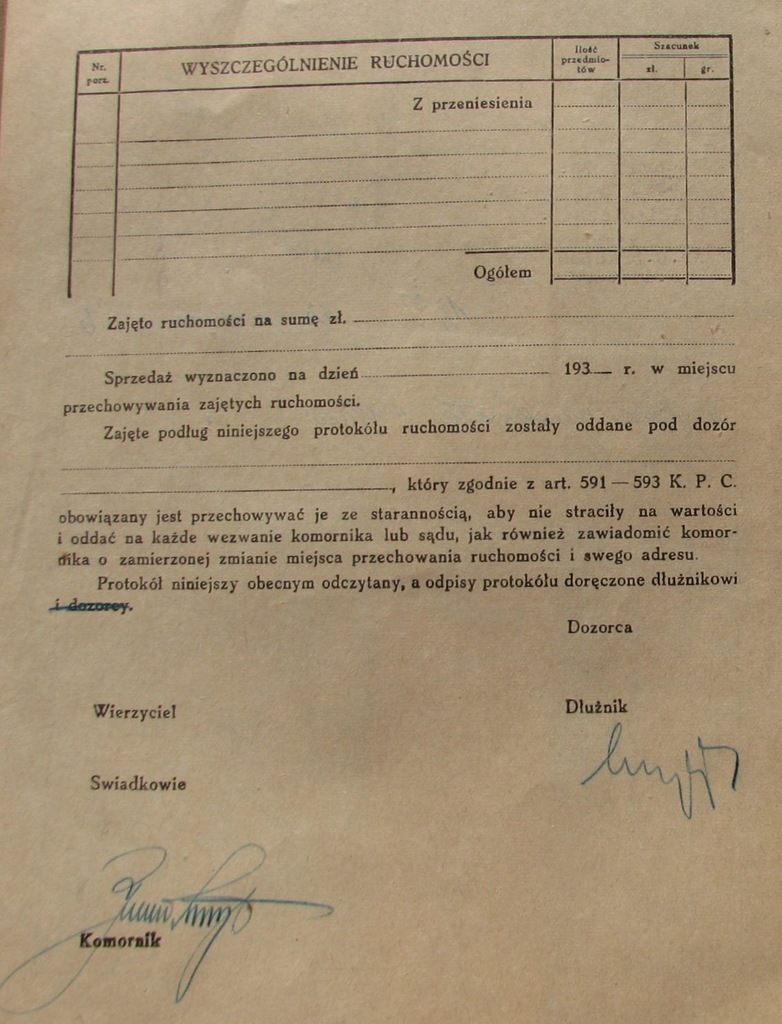 Nr. porz.
WYSZCZEGÓLNIENIE RUCHOMOŚCI
Ilość przedmio-tów
Szacunek
zł.
gr.
Z przeniesienia
Ogółem
Zajęto ruchomości na sumę zł.
Sprzedaż wyznaczono na dzień 193 r. w miejscu
przechowywania zajętych ruchomości.
Zajęte podług niniejszego protokółu ruchomości zostały oddane pod dozór
, który zgodnie z art. 591—593 K. P. C.
obowiązany jest przechowywać je ze starannością, aby nie straciły na wartości
i oddać na każde wezwanie komornika lub sądu, jak również zawiadomić komor-
nika o zamierzonej zmianie miejsca przechowania ruchomości i swego adresu.
Protokół niniejszy obecnym odczytany, a odpisy protokółu doręczone dłużnikowi
i dozorcy.
Dozorca
Wierzyciel
Dłużnik
Swiadkowie
Komornik